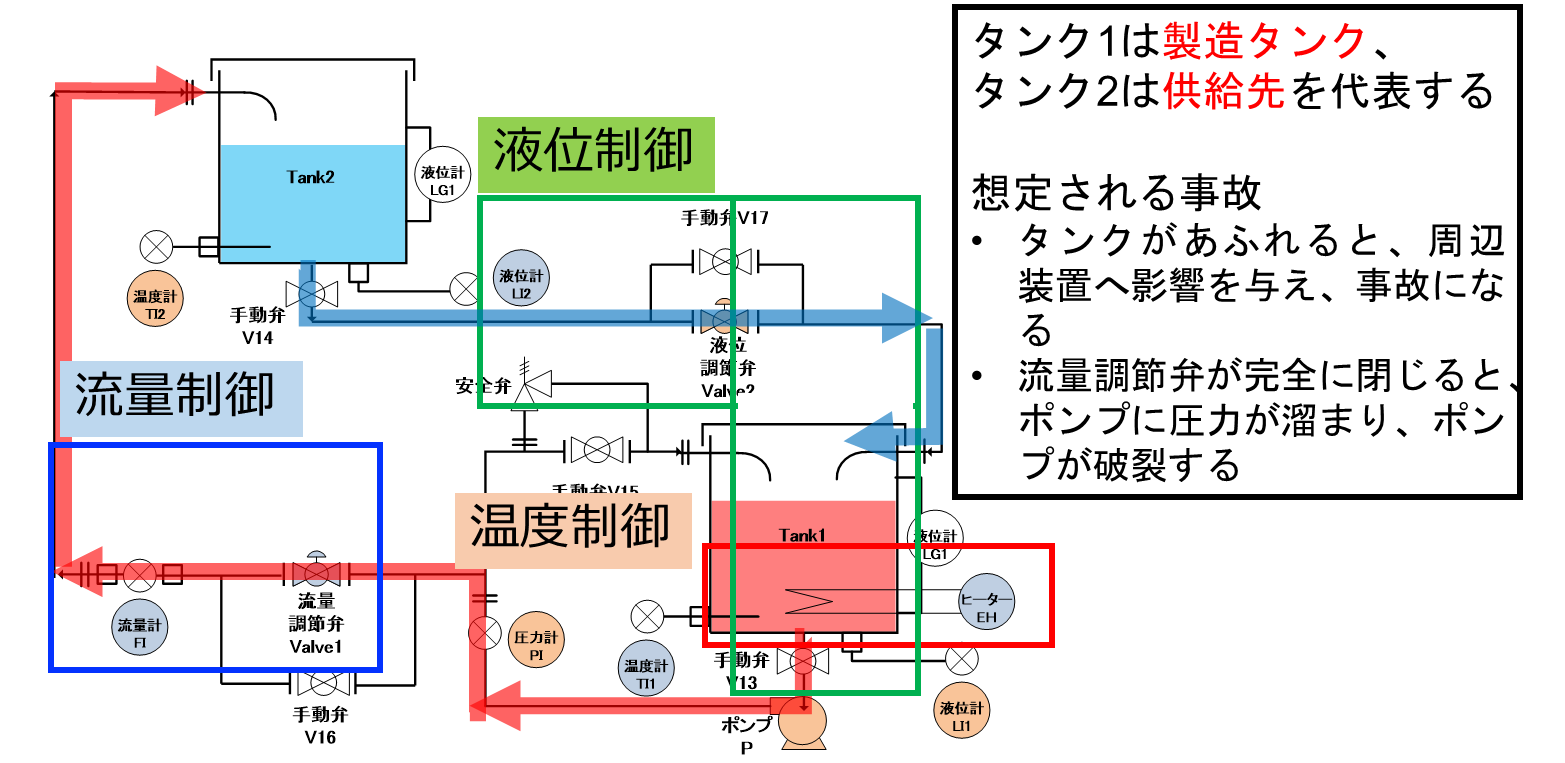 タンク1は製造タンク、
タンク2は供給先を代表する
想定される事故
• タンクがあふれると、周辺
装置へ影響を与え、事故にな
る
• 流量調節弁が完全に閉じると、
ポンプに圧力が溜まり、ポン
プが破裂する
液位制御
Tank2
液位計
LG1
手動弁V17
温度計
TI2
手動弁
V14
液位計
LI2
液位
調節弁
Valve2
安全弁
流量制御
手動弁V15
温度制御
Tank1
液位計
LG1
ヒーター
EH
流量計
FI
流量
調節弁
Valve1
圧力計
PI
温度計
TI1
手動弁
V13
液位計
LI1
手動弁
V16
ポンプ
P